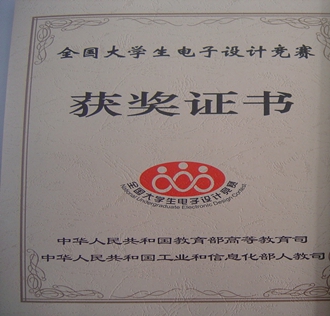 全国大学生电子设计竞赛
获奖证书
全国大学生电子设计竞赛
National Undergraduate Electronic Design Contest
中华人民共和国教育部高等教育司
中华人民共和国工业和信息化部人教司